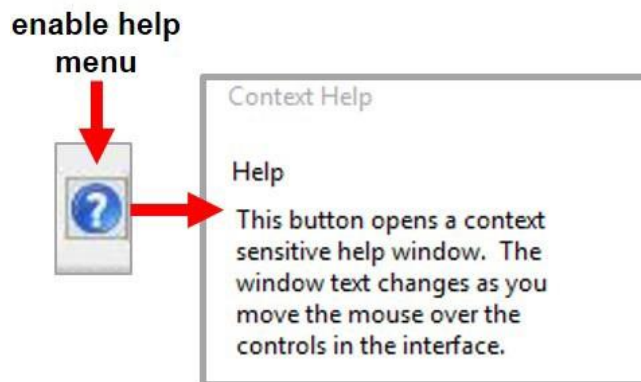 enable help
menu
Context Help
Help
This button opens a context
sensitive help window.  The
window text changes as you
move the mouse over the
controls in the interface.